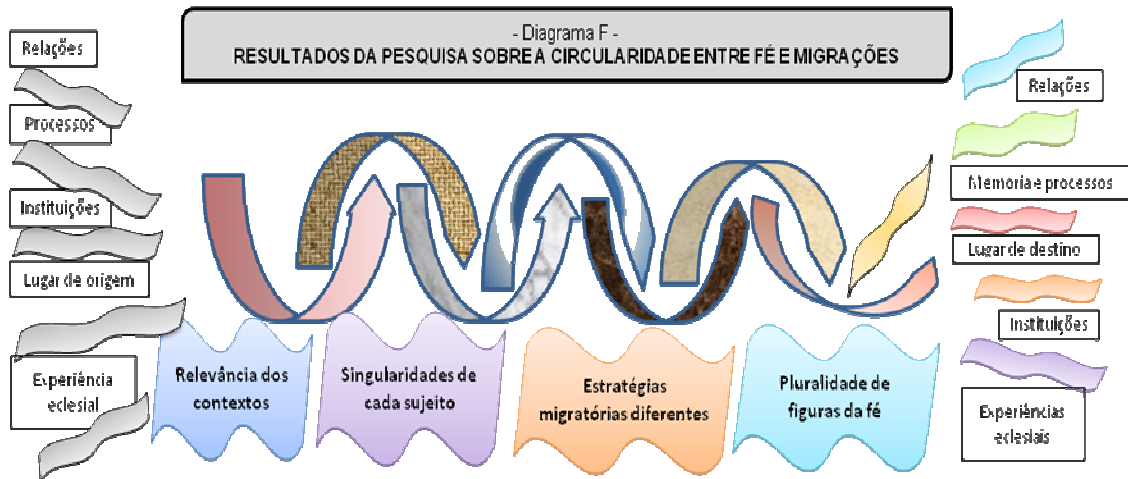 - Diagrama F -
RESULTADOS DA PESQUISA SOBRE A CIRCULARIDADE ENTRE FÉ E MIGRAÇÕES
Relações
Processos
Instituições
Lugar de origem
Experiência
eclesial
Relevância dos
contextos
Singularidades de
cada sujeito
Estratégias
migratórias diferentes
Pluralidade de
figuras da fé
Relações
Memoria e processos
Lugar de destino
Instituições
Experiências
eclesiais